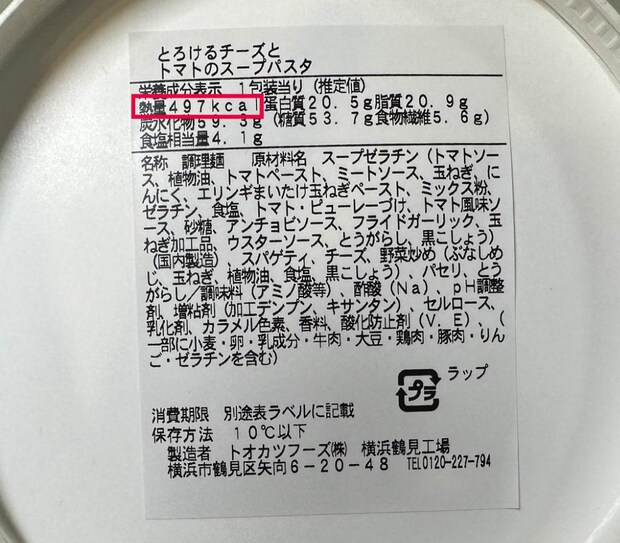 とろけるチーズと
トマトのスープパスタ
栄養成分表示 1包装当り（推定値）
熱量497kcal 蛋白質20.5g脂質20.9g
炭水化物59.3g（糖質53.7g食物繊維5.6g）
食塩相当量4.1g
名称 調理麺 原材料名 スープゼラチン（トマトソー
ス、植物油、トマトペースト、ミートソース、玉ねぎ、に
んにく、エリンギまいたけ玉ねぎペースト、ミックス粉、
ゼラチン、食塩、トマト・ピューレーづけ、トマト風味ソ
ース、砂糖、アンチョビソース、フライドガーリック、玉
ねぎ加工品、ウスターソース、とうがらし、黒こしょう）
（国内製造）、スパゲティ、チーズ、野菜炒め（ぶなしめ
じ、玉ねぎ、植物油、食塩、黒こしょう）、パセリ、とう
がらし／調味料（アミノ酸等）、酢酸（Na）、pH調整
剤、増粘剤（加工デンプン、キサンタン）、セルロース、
乳化剤、カラメル色素、香料、酸化防止剤（V.E）、（
一部に小麦・卵・乳成分・牛肉・大豆・鶏肉・豚肉・りん
ご・ゼラチンを含む）
プラ ラップ
消費期限 別途表ラベルに記載
保存方法 10℃以下
製造者 トオカツフーズ㈱ 横浜鶴見工場
横浜市鶴見区矢向6-20-48 TEL0120-227-794